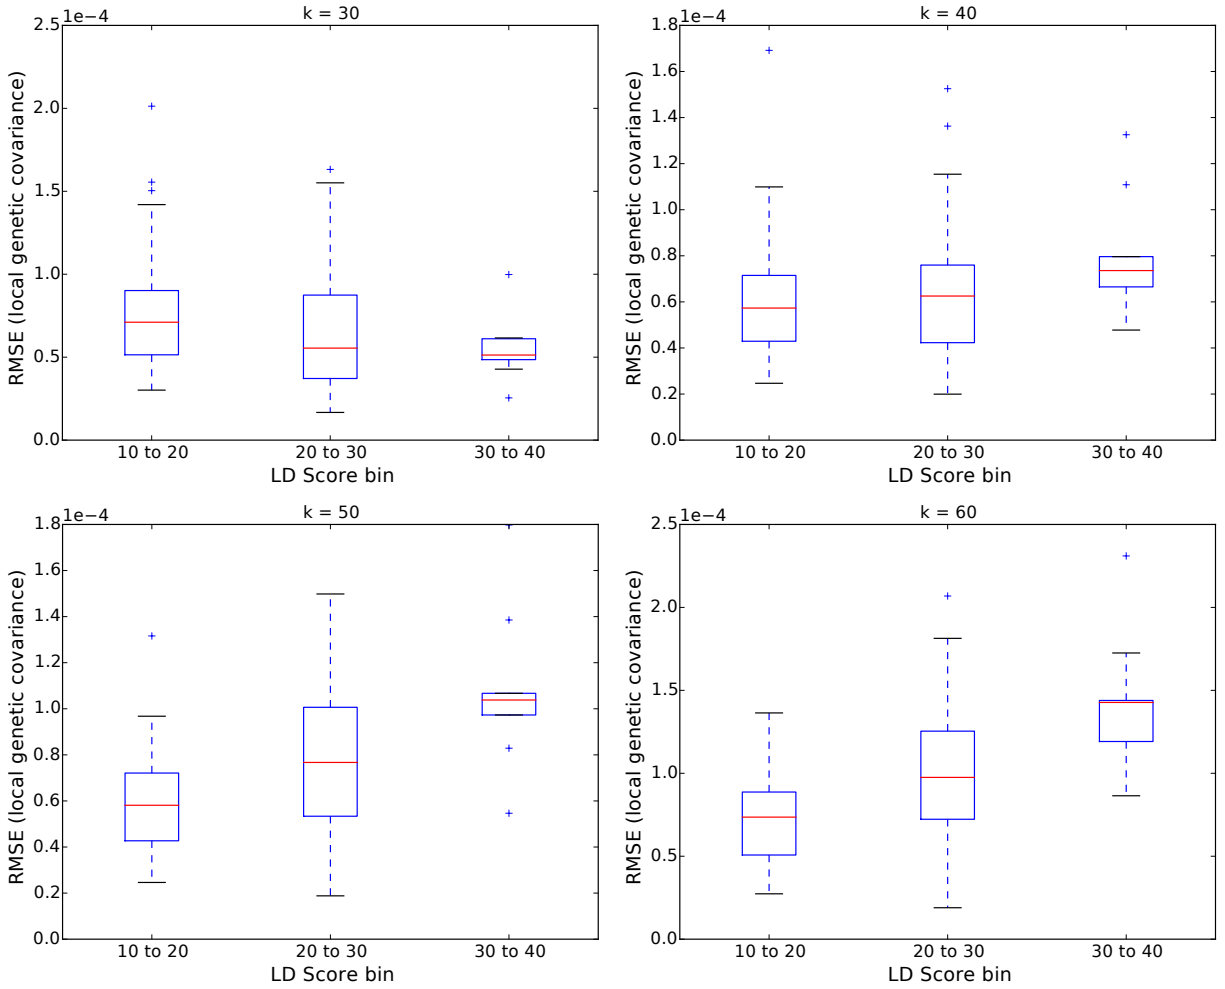 k = 30
1e−4
2.5
2.0
1.5
1.0
0.5
0.0
RMSE (local genetic covariance)
10 to 20 20 to 30 30 to 40
LD Score bin
k = 40
1e−4
1.8
1.6
1.4
1.2
1.0
0.8
0.6
0.4
0.2
0.0
RMSE (local genetic covariance)
10 to 20 20 to 30 30 to 40
LD Score bin
k = 50
1e−4
1.8
1.6
1.4
1.2
1.0
0.8
0.6
0.4
0.2
0.0
RMSE (local genetic covariance)
10 to 20 20 to 30 30 to 40
LD Score bin
k = 60
1e−4
2.5
2.0
1.5
1.0
0.5
0.0
RMSE (local genetic covariance)
10 to 20 20 to 30 30 to 40
LD Score bin